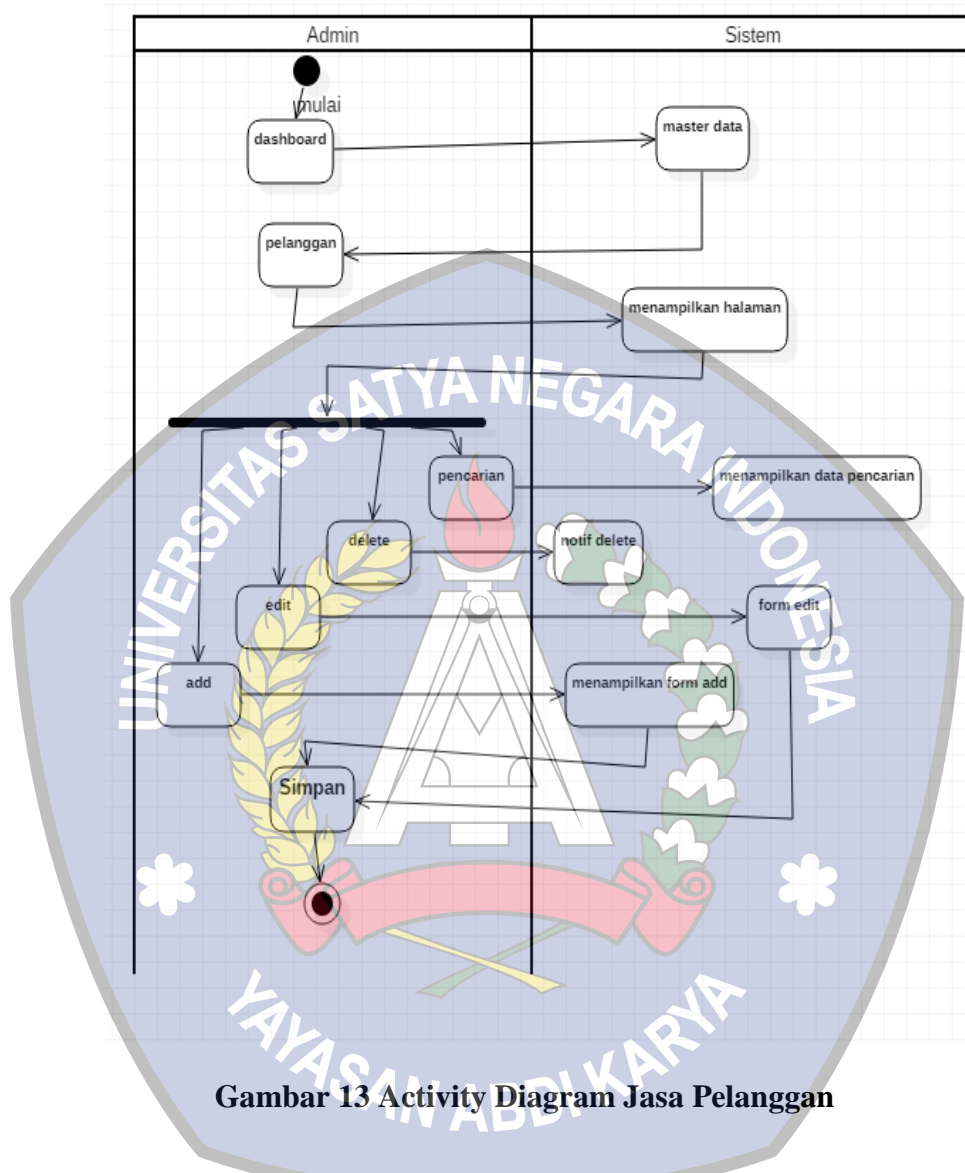 Admin
Sistem
mulai
dashboard
master data
pelanggan
menampilkan halaman
pencarian
menampilkan data pencarian
delete
notif delete
edit
form edit
add
menampilkan form add
Simpan
UNIVERSITAS SATYA NEGARA INDONESIA
YAYASAN ABDI KARYA
Gambar 13 Activity Diagram Jasa Pelanggan